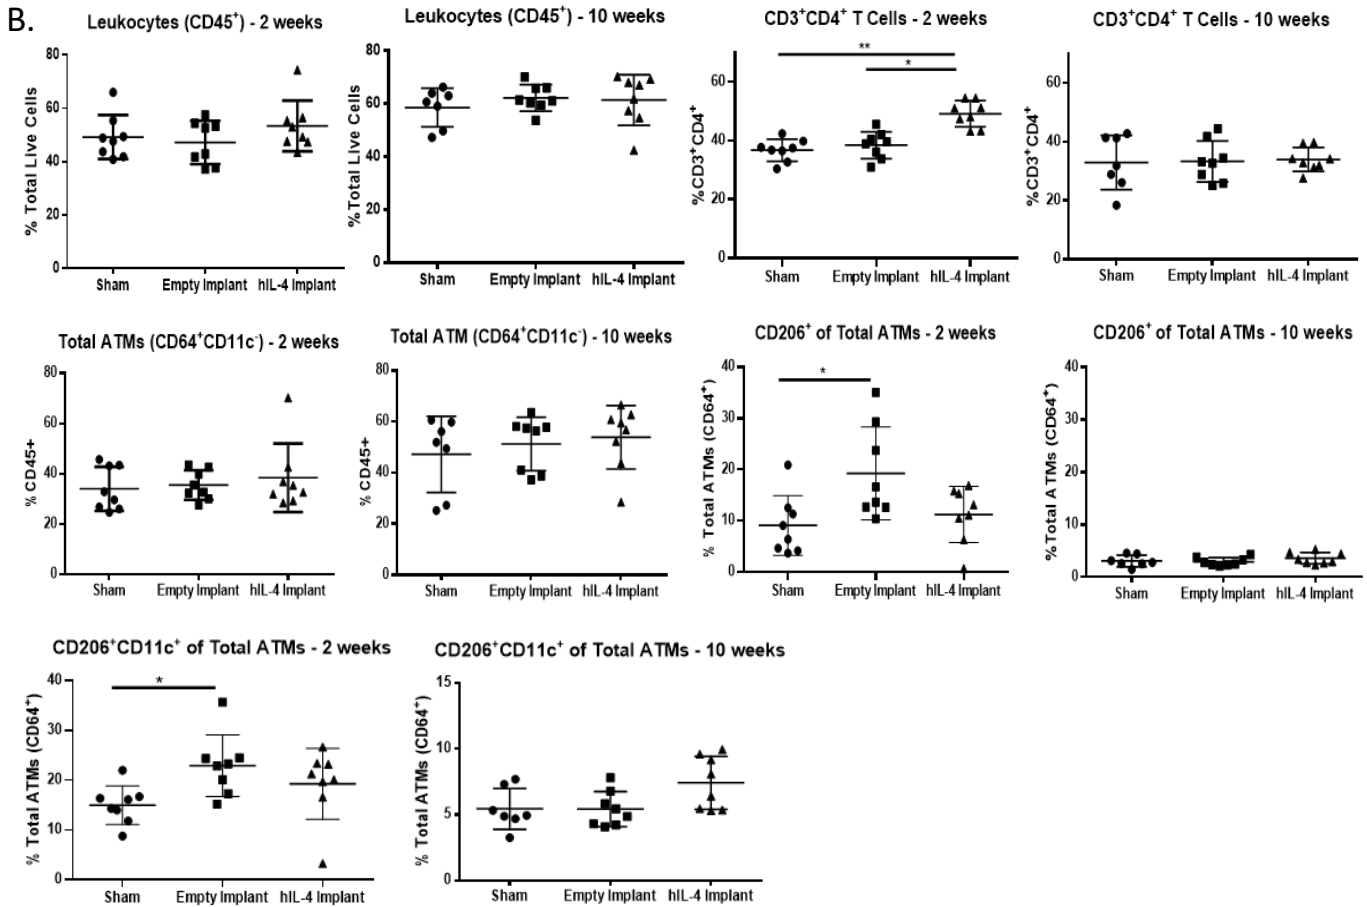 B.
Leukocytes (CD45⁺) - 2 weeks
% Total Live Cells
80
60
40
20
0
Sham Empty Implant hIL-4 Implant
Leukocytes (CD45⁺) - 10 weeks
% Total Live Cells
80
60
40
20
0
Sham Empty Implant hIL-4 Implant
CD3⁺CD4⁺ T Cells - 2 weeks
%CD3⁺CD4⁺
60
40
20
0
**
*
Sham Empty Implant hIL-4 Implant
CD3⁺CD4⁺ T Cells - 10 weeks
%CD3⁺CD4⁺
60
40
20
0
Sham Empty Implant hIL-4 Implant
Total ATMs (CD64⁺CD11c⁻) - 2 weeks
% CD45+
80
60
40
20
0
Sham Empty Implant hIL-4 Implant
Total ATM (CD64⁺CD11c⁻) - 10 weeks
% CD45+
80
60
40
20
0
Sham Empty Implant hIL-4 Implant
CD206⁺ of Total ATMs - 2 weeks
% Total ATMs (CD64⁺)
40
30
20
10
0
*
Sham Empty Implant hIL-4 Implant
CD206⁺ of Total ATMs - 10 weeks
%Total ATMs (CD64⁺)
40
30
20
10
0
Sham Empty Implant hIL-4 Implant
CD206⁺CD11c⁺ of Total ATMs - 2 weeks
% Total ATMs (CD64⁺)
40
30
20
10
0
*
Sham Empty Implant hIL-4 Implant
CD206⁺CD11c⁺ of Total ATMs - 10 weeks
% Total ATMs (CD64⁺)
15
10
5
0
Sham Empty Implant hIL-4 Implant